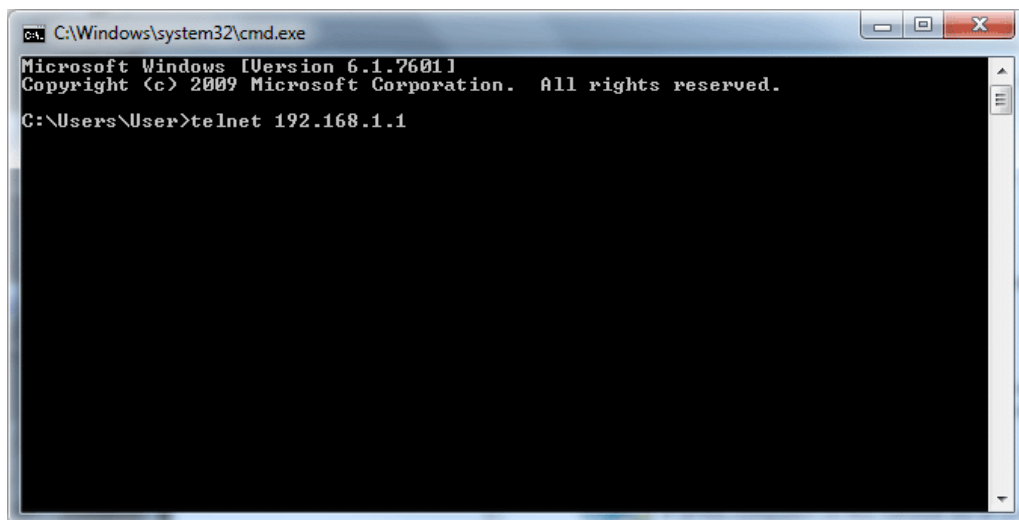 C:\Windows\system32\cmd.exe
Microsoft Windows [Version 6.1.7601]
Copyright (c) 2009 Microsoft Corporation.  All rights reserved.
C:\Users\User>telnet 192.168.1.1